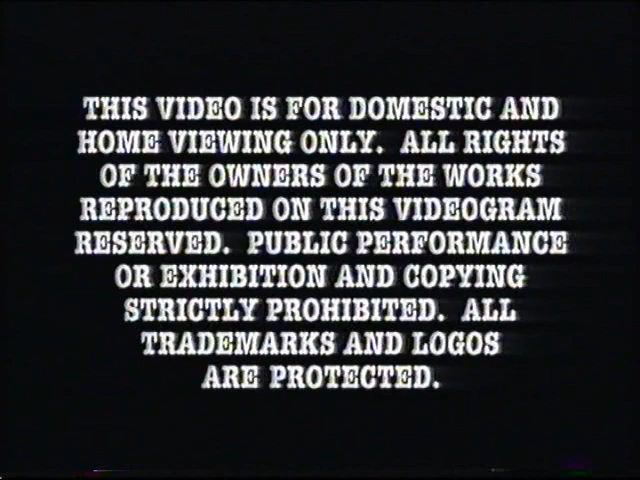 THIS VIDEO IS FOR DOMESTIC AND
HOME VIEWING ONLY. ALL RIGHTS
OF THE OWNERS OF THE WORKS
REPRODUCED ON THIS VIDEOGRAM
RESERVED. PUBLIC PERFORMANCE
OR EXHIBITION AND COPYING
STRICTLY PROHIBITED. ALL
TRADEMARKS AND LOGOS
ARE PROTECTED.